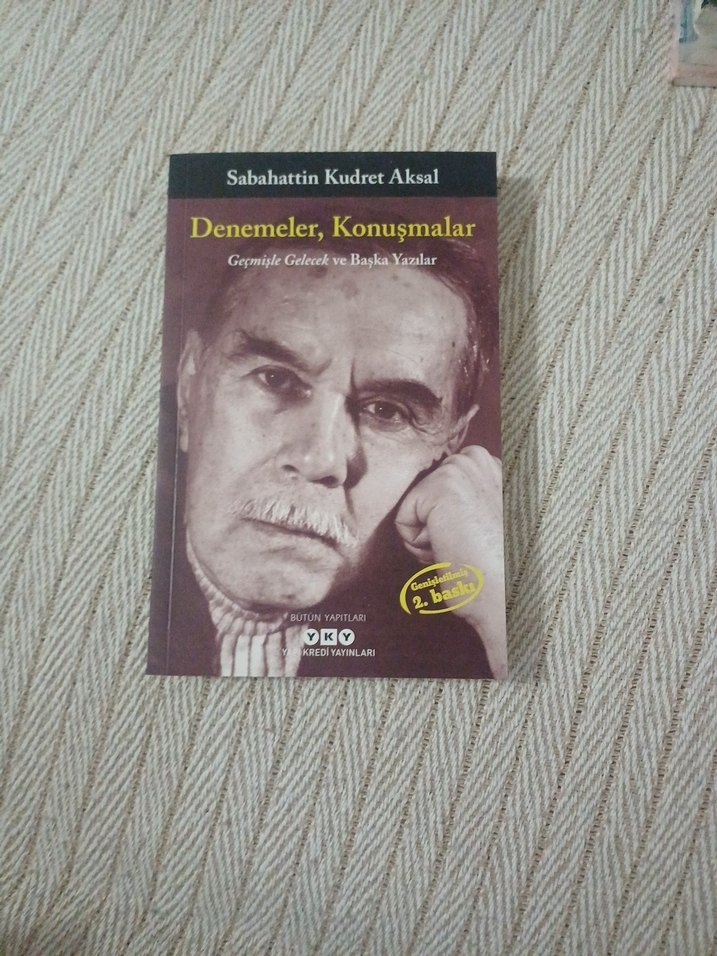 Sabahattin Kudret Aksal
Denemeler, Konuşmalar
Geçmişle Gelecek ve Başka Yazılar
Genişletilmiş
2. baskı
BÜTÜN YAPITLARI
YKY
YAPI KREDİ YAYINLARI